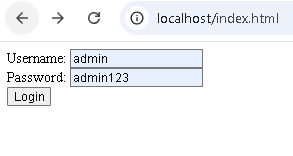 localhost/index.html
Username: admin
Password: admin123
Login